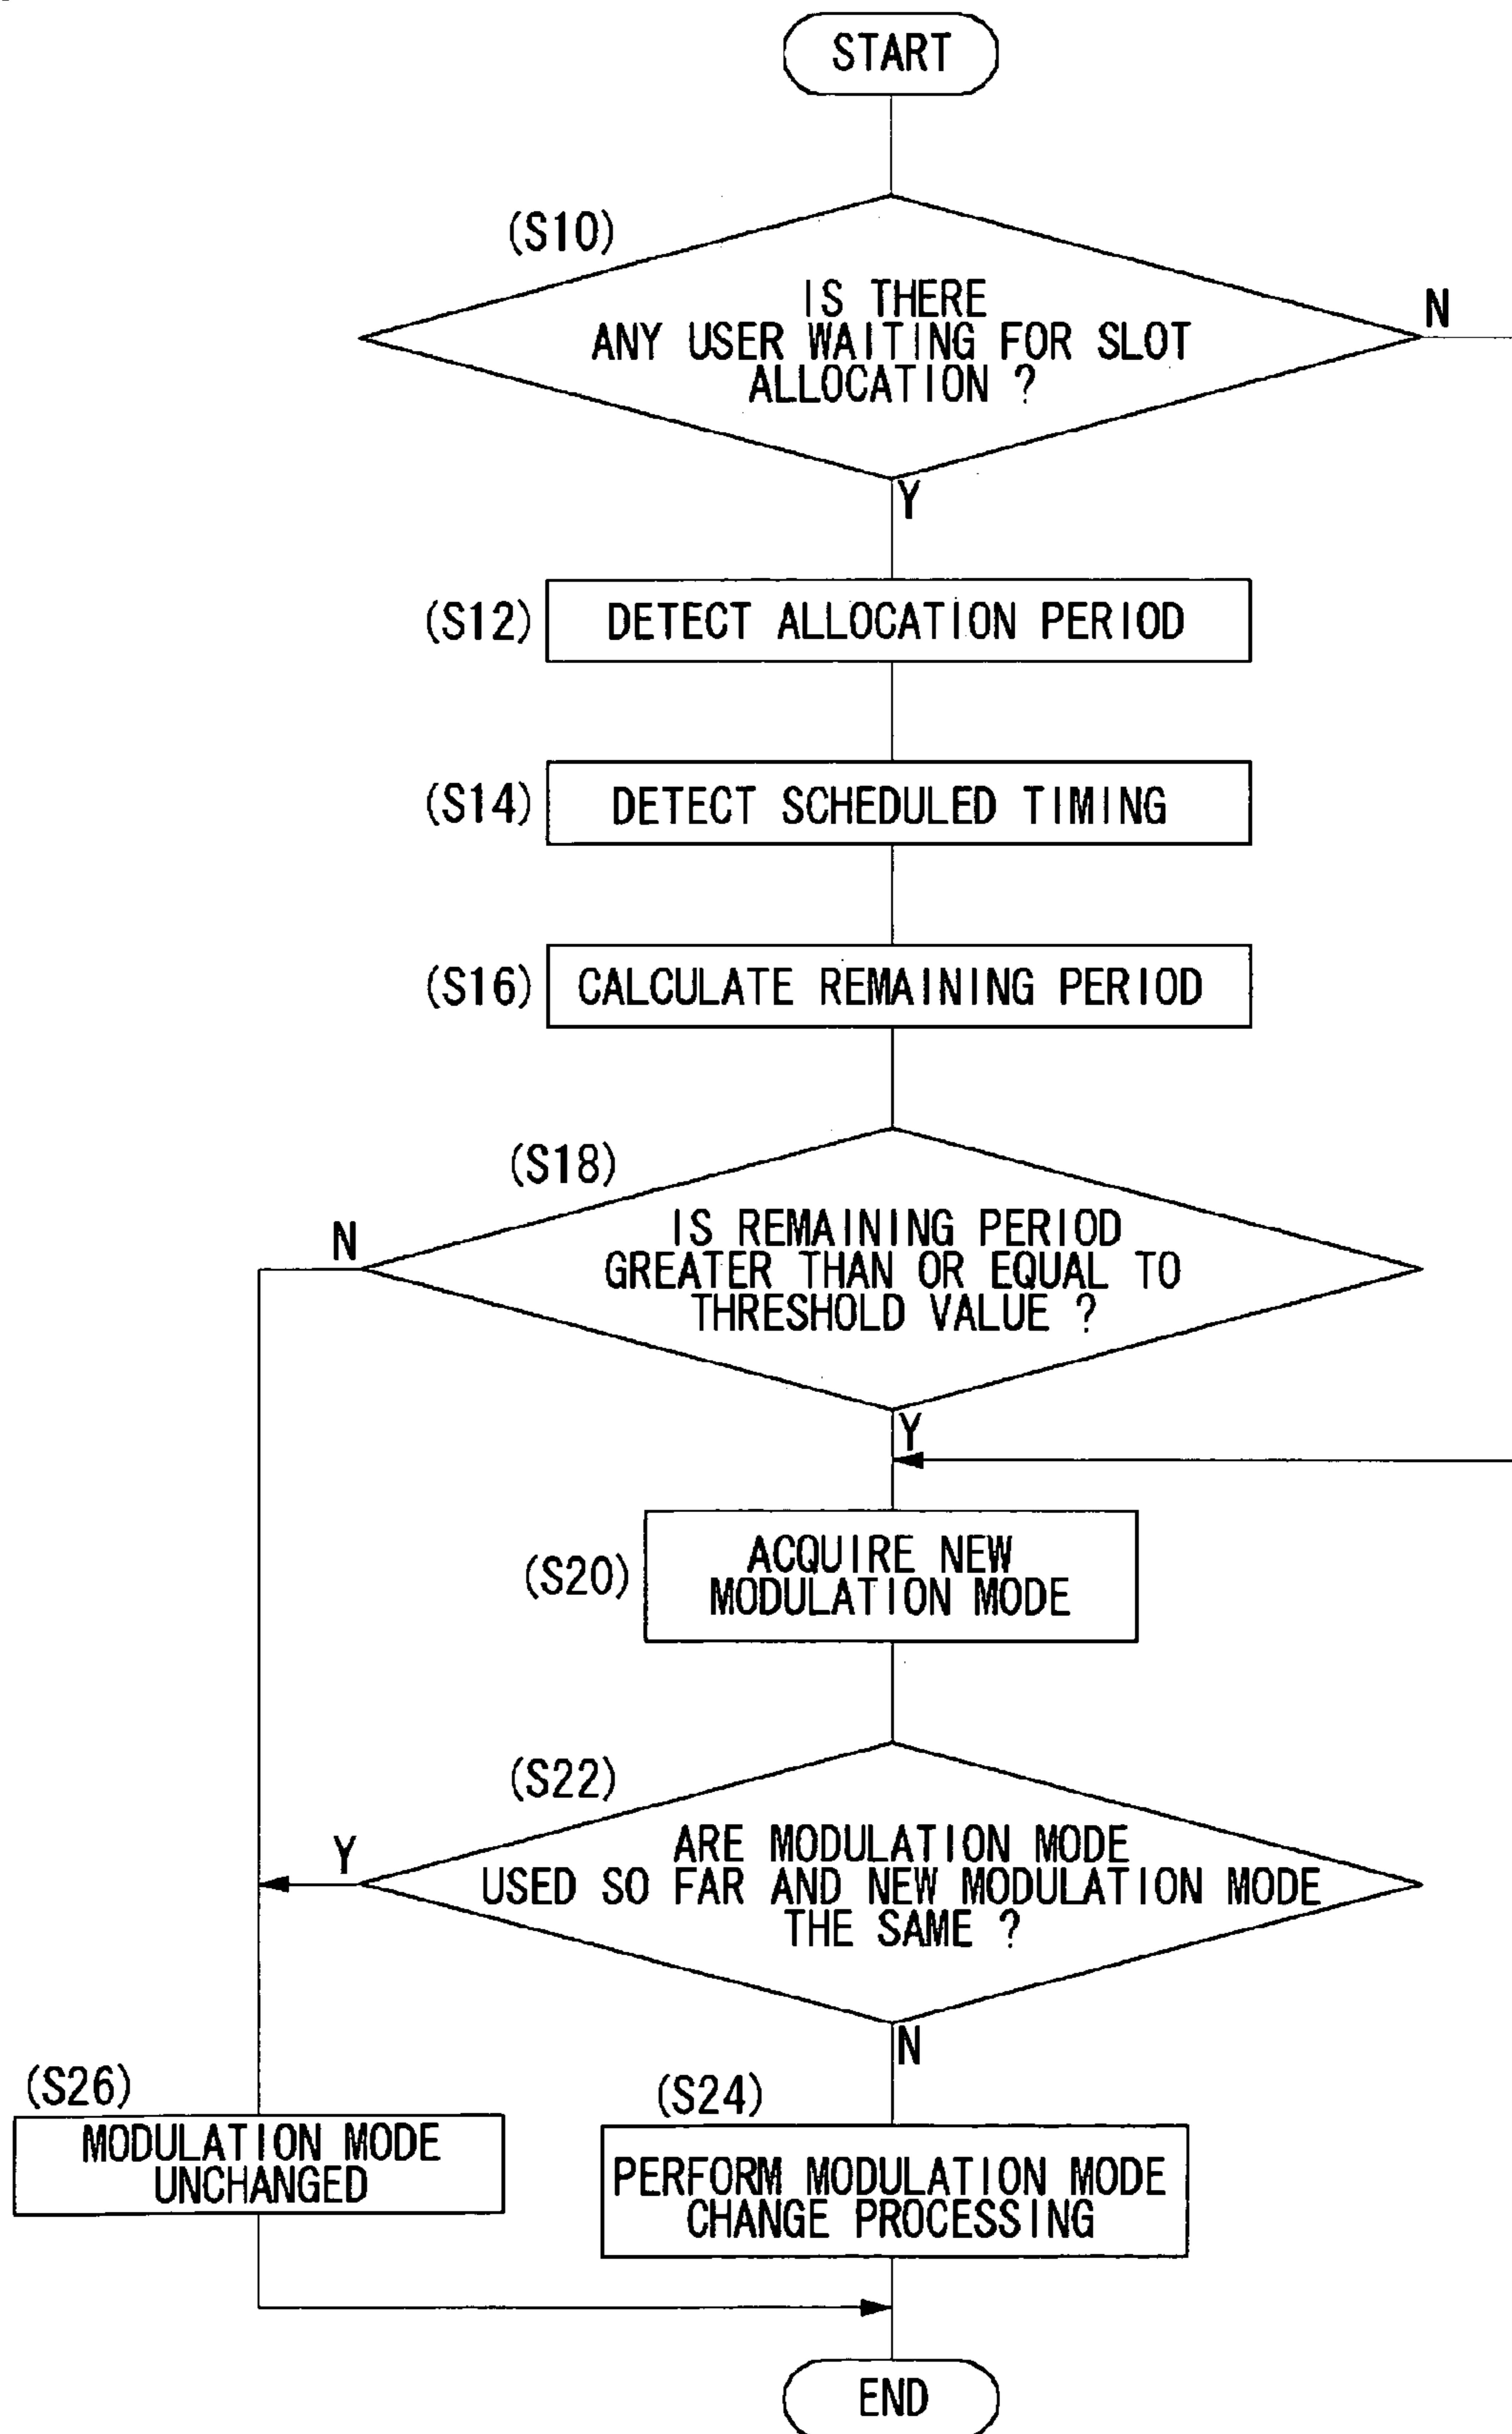 START
(S10)
IS THERE
ANY USER WAITING FOR SLOT
ALLOCATION ?
N
Y
(S12)
DETECT ALLOCATION PERIOD
(S14)
DETECT SCHEDULED TIMING
(S16)
CALCULATE REMAINING PERIOD
(S18)
N
IS REMAINING PERIOD
GREATER THAN OR EQUAL TO
THRESHOLD VALUE ?
Y
(S20)
ACQUIRE NEW
MODULATION MODE
(S22)
Y
ARE MODULATION MODE
USED SO FAR AND NEW MODULATION MODE
THE SAME ?
N
(S26)
MODULATION MODE
UNCHANGED
(S24)
PERFORM MODULATION MODE
CHANGE PROCESSING
END